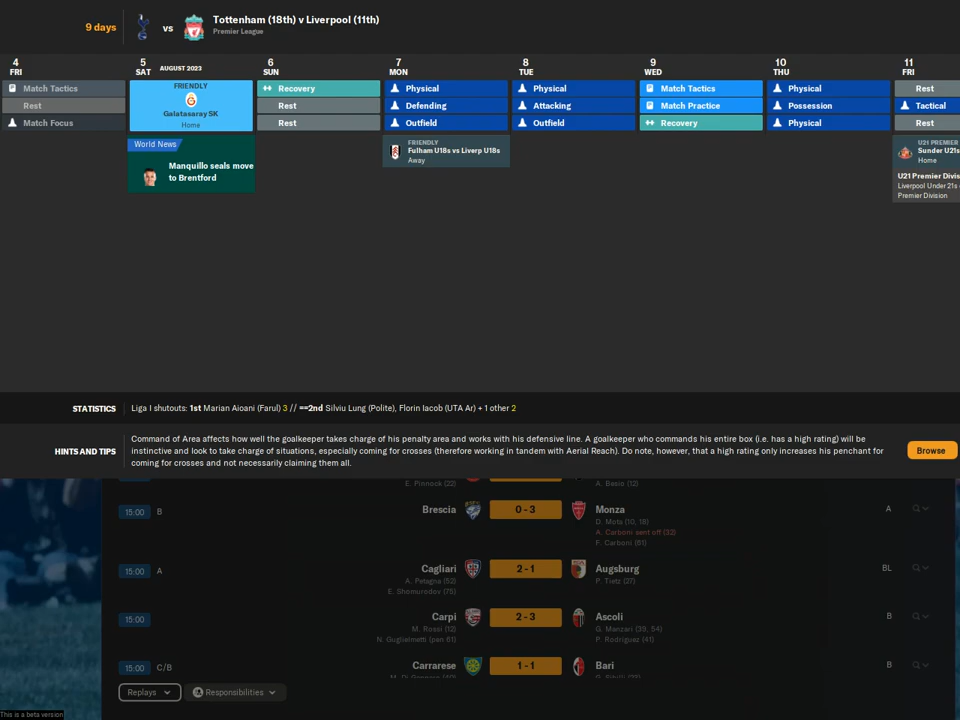 9 days
vs
Tottenham (18th) v Liverpool (11th)
Premier League
4 5 6 7 8 9 10 11
FRI SAT AUGUST 2023 SUN MON TUE WED THU FRI
Match Tactics FRIENDLY Recovery Physical Physical Match Tactics Physical Rest
Rest Galatasaray SK Rest Defending Attacking Match Practice Possession Tactical
Match Focus Home Rest Outfield Outfield Recovery Physical Rest
World News
Manquillo seals move
to Brentford
FRIENDLY
Fulham U18s vs Liverp U18s
Away
U21 PREMIER
Sunder U21s
Home
U21 Premier Divis
Liverpool Under 21s
Premier Division
STATISTICS Liga I shutouts: 1st Marian Aioani (Farul) 3 // ==2nd Silviu Lung (Polite), Florin Iacob (UTA Ar) + 1 other 2
Command of Area affects how well the goalkeeper takes charge of his penalty area and works with his defensive line. A goalkeeper who commands his entire box (i.e. has a high rating) will be
HINTS AND TIPS instinctive and look to take charge of situations, especially coming for crosses (therefore working in tandem with Aerial Reach). Do note, however, that a high rating only increases his penchant for Browse
coming for crosses and not necessarily claiming them all.
E. Pinnock (22) A. Basio (12)
15:00 B Brescia 0 - 3 Monza A
D. Mota (10, 18)
A. Carboni sent off (32)
F. Carboni (81)
15:00 A Cagliari 2 - 1 Augsburg BL
A. Petagna (52) P. Tietz (27)
E. Shomurodov (75)
15:00 Carpi 2 - 3 Ascoli B
M. Rossi (12) G. Manzari (39, 54)
N. Guglielmetti (pen 61) P. Rodriguez (41)
15:00 C/B Carrarese 1 - 1 Bari B
Replays Responsibilities
This is a beta version